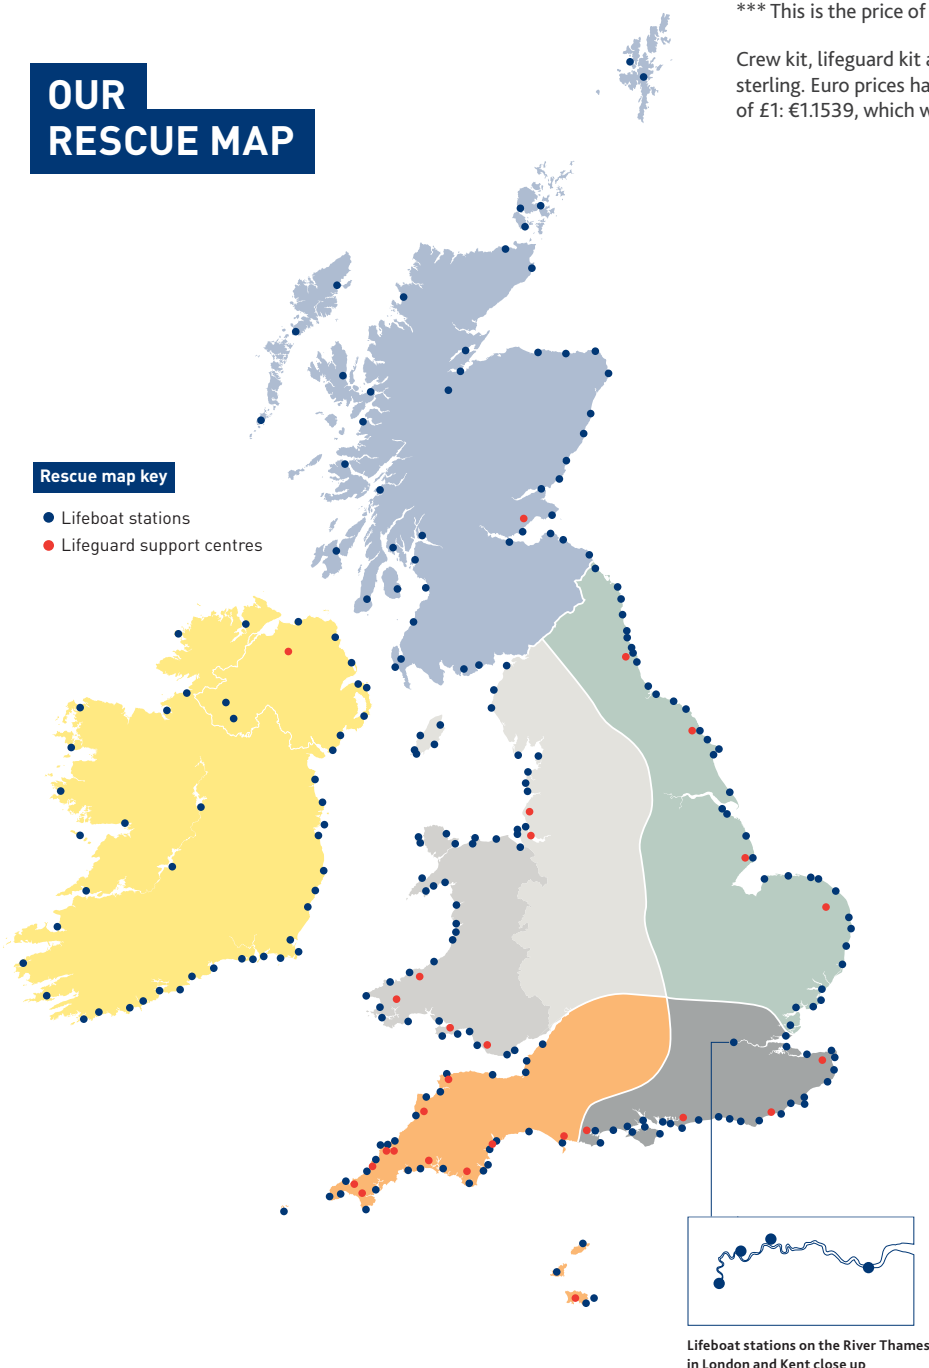 *** This is the price of
Crew kit, lifeguard kit
sterling. Euro prices
of £1: €1.1539, which
OUR
RESCUE MAP
Rescue map key
Lifeboat stations
Lifeguard support centres
Lifeboat stations on the River Thames
in London and Kent close up